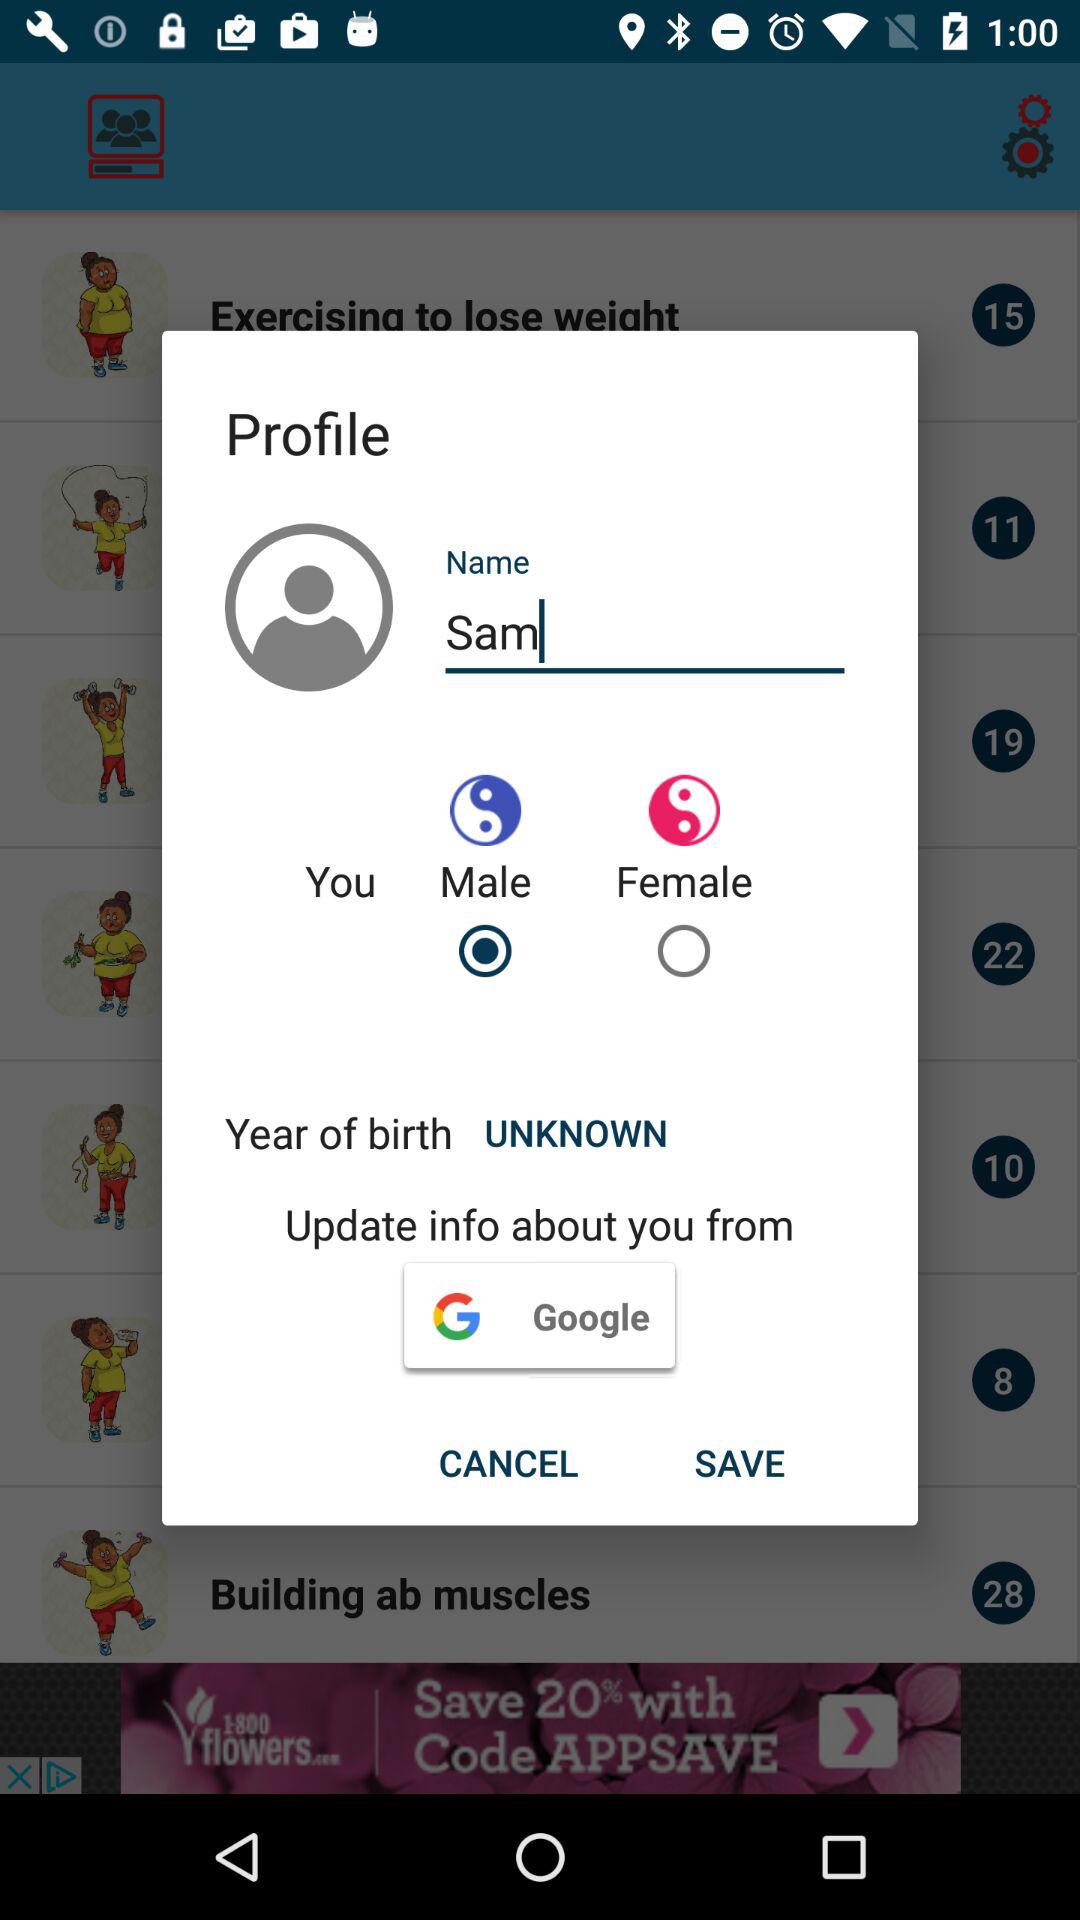 1:00
Exercising to lose weight
15
Profile
Name
Sam
11
19
You
Male
Female
22
Year of birth
UNKNOWN
10
Update info about you from
Google
8
CANCEL
SAVE
Building ab muscles
28
1-800
flowers.com
Save 20% with
Code APPSAVE